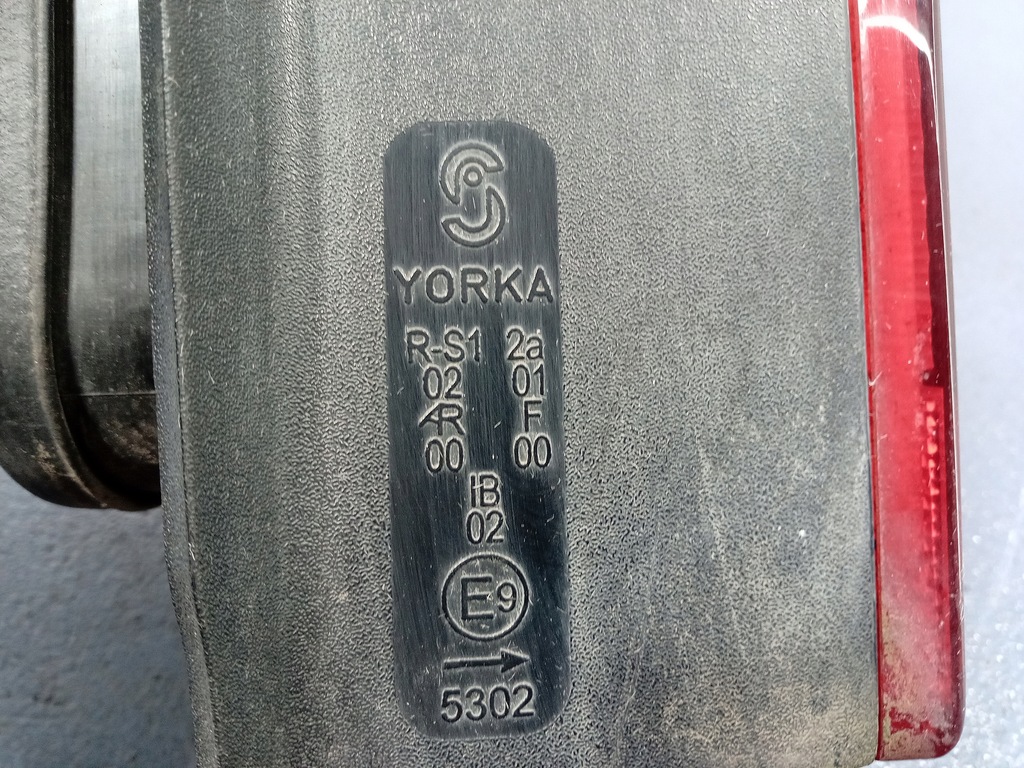 YORKA
R-S1 2a
02 01
AR F
00 00
IB
02
E9
→
5302